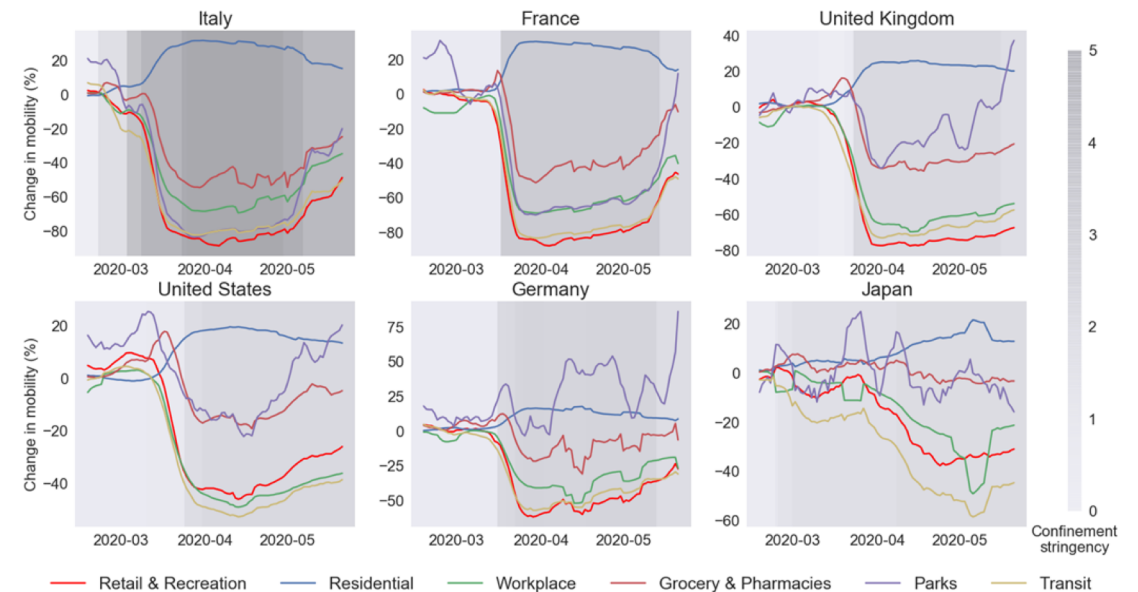 Italy
France
United Kingdom
Change in mobility (%)
20
0
−20
−40
−60
−80
2020-03 2020-04 2020-05
20
0
−20
−40
−60
−80
2020-03 2020-04 2020-05
40
20
0
−20
−40
−60
−80
2020-03 2020-04 2020-05
United States
Germany
Japan
Change in mobility (%)
20
0
−20
−40
2020-03 2020-04 2020-05
75
50
25
0
−25
−50
2020-03 2020-04 2020-05
20
0
−20
−40
−60
2020-03 2020-04 2020-05
5
4
3
2
1
0
Confinement
stringency
Retail & Recreation Residential Workplace Grocery & Pharmacies Parks Transit